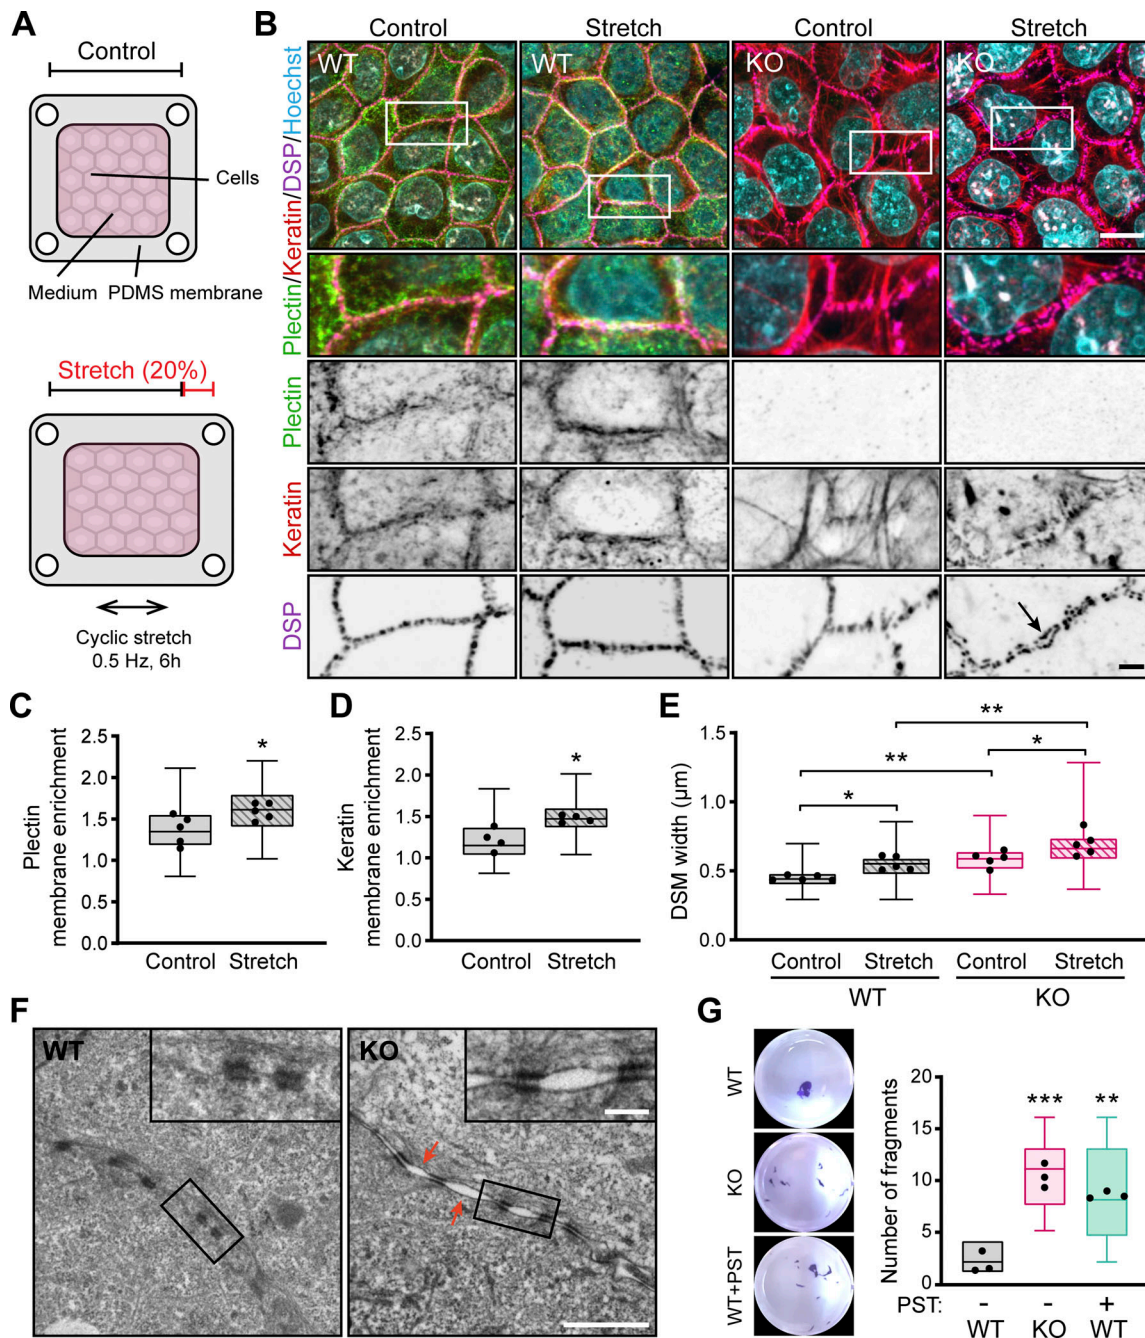 A
Control
Cells
Medium
PDMS membrane
Stretch (20%)
Cyclic stretch
0.5 Hz, 6h
B
Control
Stretch
Control
Stretch
WT
WT
KO
KO
Plectin/Keratin/DSP/Hoechst
Plectin
Keratin
DSP
C
Plectin
membrane enrichment
2.5
2.0
1.5
1.0
0.5
0.0
*
Control
Stretch
D
Keratin
membrane enrichment
2.5
2.0
1.5
1.0
0.5
0.0
*
Control
Stretch
E
DSM width (µm)
1.5
1.0
0.5
0.0
**
**
*
*
Control
Stretch
Control
Stretch
WT
KO
F
WT
KO
G
WT
KO
WT+PST
Number of fragments
20
15
10
5
0
***
**
PST:
-
-
+
WT
KO
WT